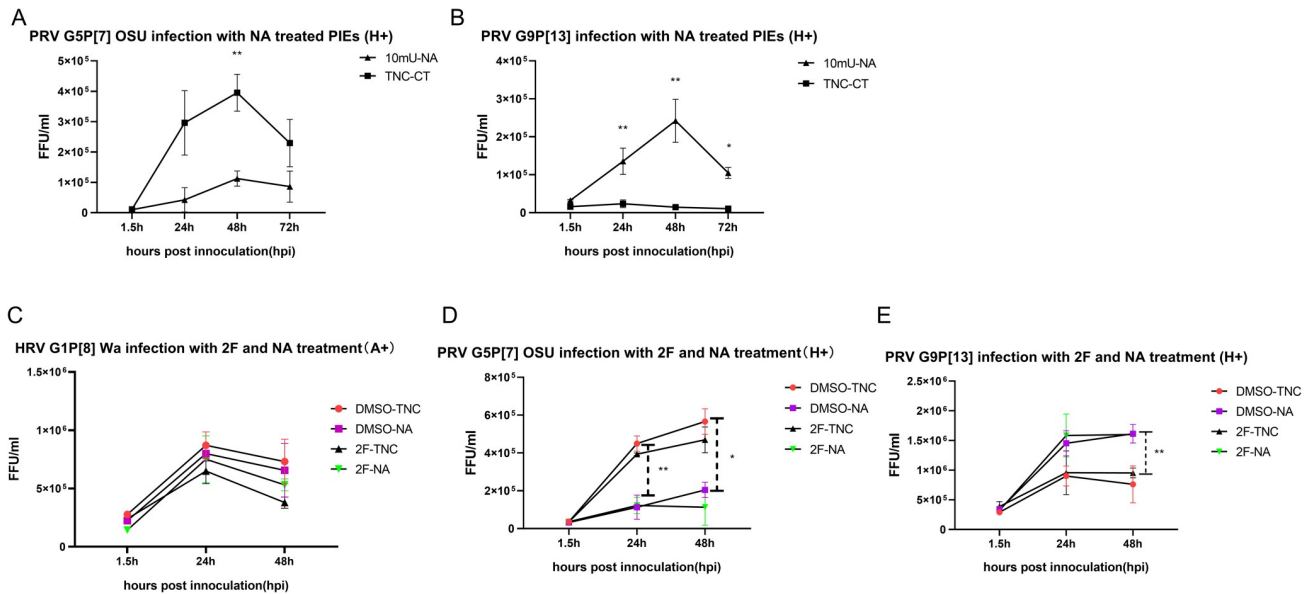 A
PRV G5P[7] OSU infection with NA treated PIEs (H+)
**
5×10⁵
4×10⁵
3×10⁵
2×10⁵
1×10⁵
0
FFU/ml
1.5h 24h 48h 72h
hours post innoculation(hpi)
10mU-NA
TNC-CT
B
PRV G9P[13] infection with NA treated PIEs (H+)
4×10⁵
3×10⁵
2×10⁵
1×10⁵
0
FFU/ml
**
**
*
1.5h 24h 48h 72h
hours post innoculation(hpi)
10mU-NA
TNC-CT
C
HRV G1P[8] Wa infection with 2F and NA treatment(A+)
1.5×10⁶
1×10⁶
5×10⁵
0
FFU/ml
1.5h 24h 48h
hours post innoculation(hpi)
DMSO-TNC
DMSO-NA
2F-TNC
2F-NA
D
PRV G5P[7] OSU infection with 2F and NA treatment(H+)
8×10⁵
6×10⁵
4×10⁵
2×10⁵
0
FFU/ml
**
*
1.5h 24h 48h
hours post innoculation(hpi)
DMSO-TNC
DMSO-NA
2F-TNC
2F-NA
E
PRV G9P[13] infection with 2F and NA treatment (H+)
2.5×10⁶
2×10⁶
1.5×10⁶
1×10⁶
5×10⁵
0
FFU/ml
**
1.5h 24h 48h
hours post innoculation(hpi)
DMSO-TNC
DMSO-NA
2F-TNC
2F-NA